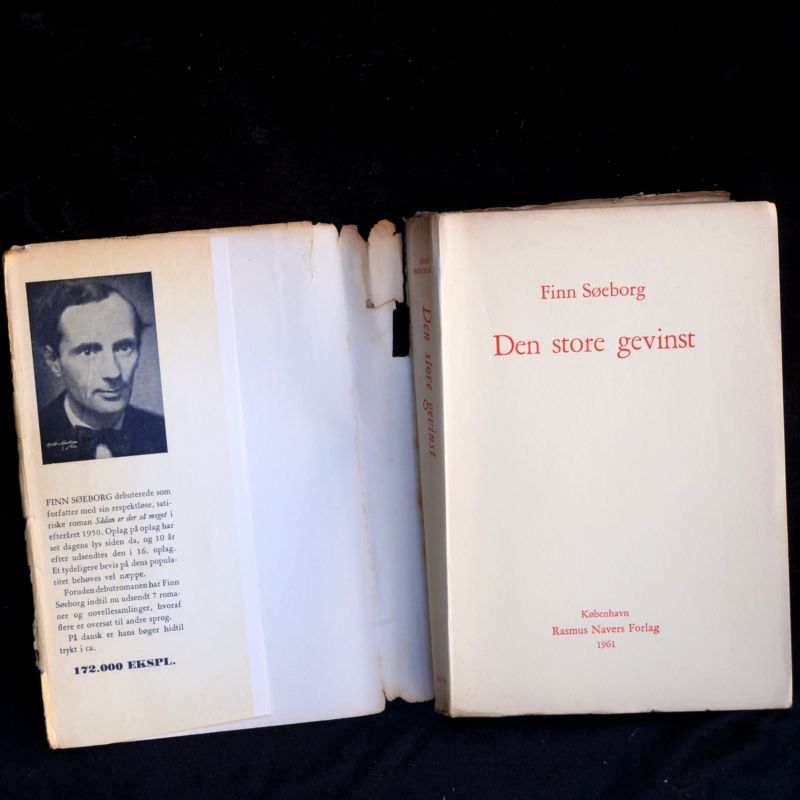 FINN SØEBORG debuterede som
forfatter med sin respektløse, sati-
riske roman Sådan er der så meget i
efteråret 1950. Oplag på oplag har
set dagens lys siden da, og 10 år
efter udsendtes den i 16. oplag.
Et tydeligere bevis på dens popula-
ritet behøves vel næppe.
Foruden debutromanen har Finn
Søeborg indtil nu udsendt 7 roma-
ner og novellesamlinger, hvoraf
flere er oversat til andre sprog.
På dansk er hans bøger hidtil
trykt i ca.
172.000 EKSPL.
FINN
SØEBORG
Den store gevinst
Finn Søeborg
Den store gevinst
København
Rasmus Navers Forlag
1961